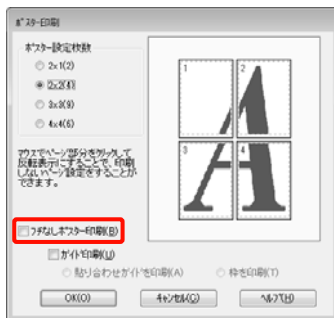 ポスター印刷
ポスター設定枚数
2x1(2)
2x2(4)
3x3(9)
4x4(6)
マウスでページ部分をクリックして
反転表示にすることで、印刷
しないページ設定をすることが
できます。
1
2
3
4
A
フチなしポスター印刷(B)
ガイド印刷(U)
貼り合わせガイドを印刷(A)
枠を印刷(T)
OK(O)
キャンセル(C)
ヘルプ(H)